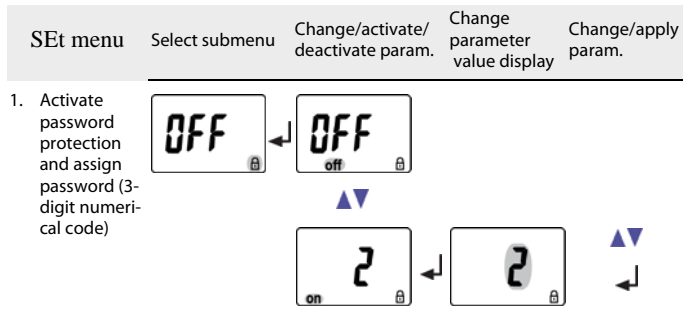 SEt menu
Select submenu
Change/activate/
deactivate param.
Change
parameter
value display
Change/apply
param.
1. Activate
password
protection
and assign
password (3-
digit numeri-
cal code)
OFF
OFF
off
2
on
2